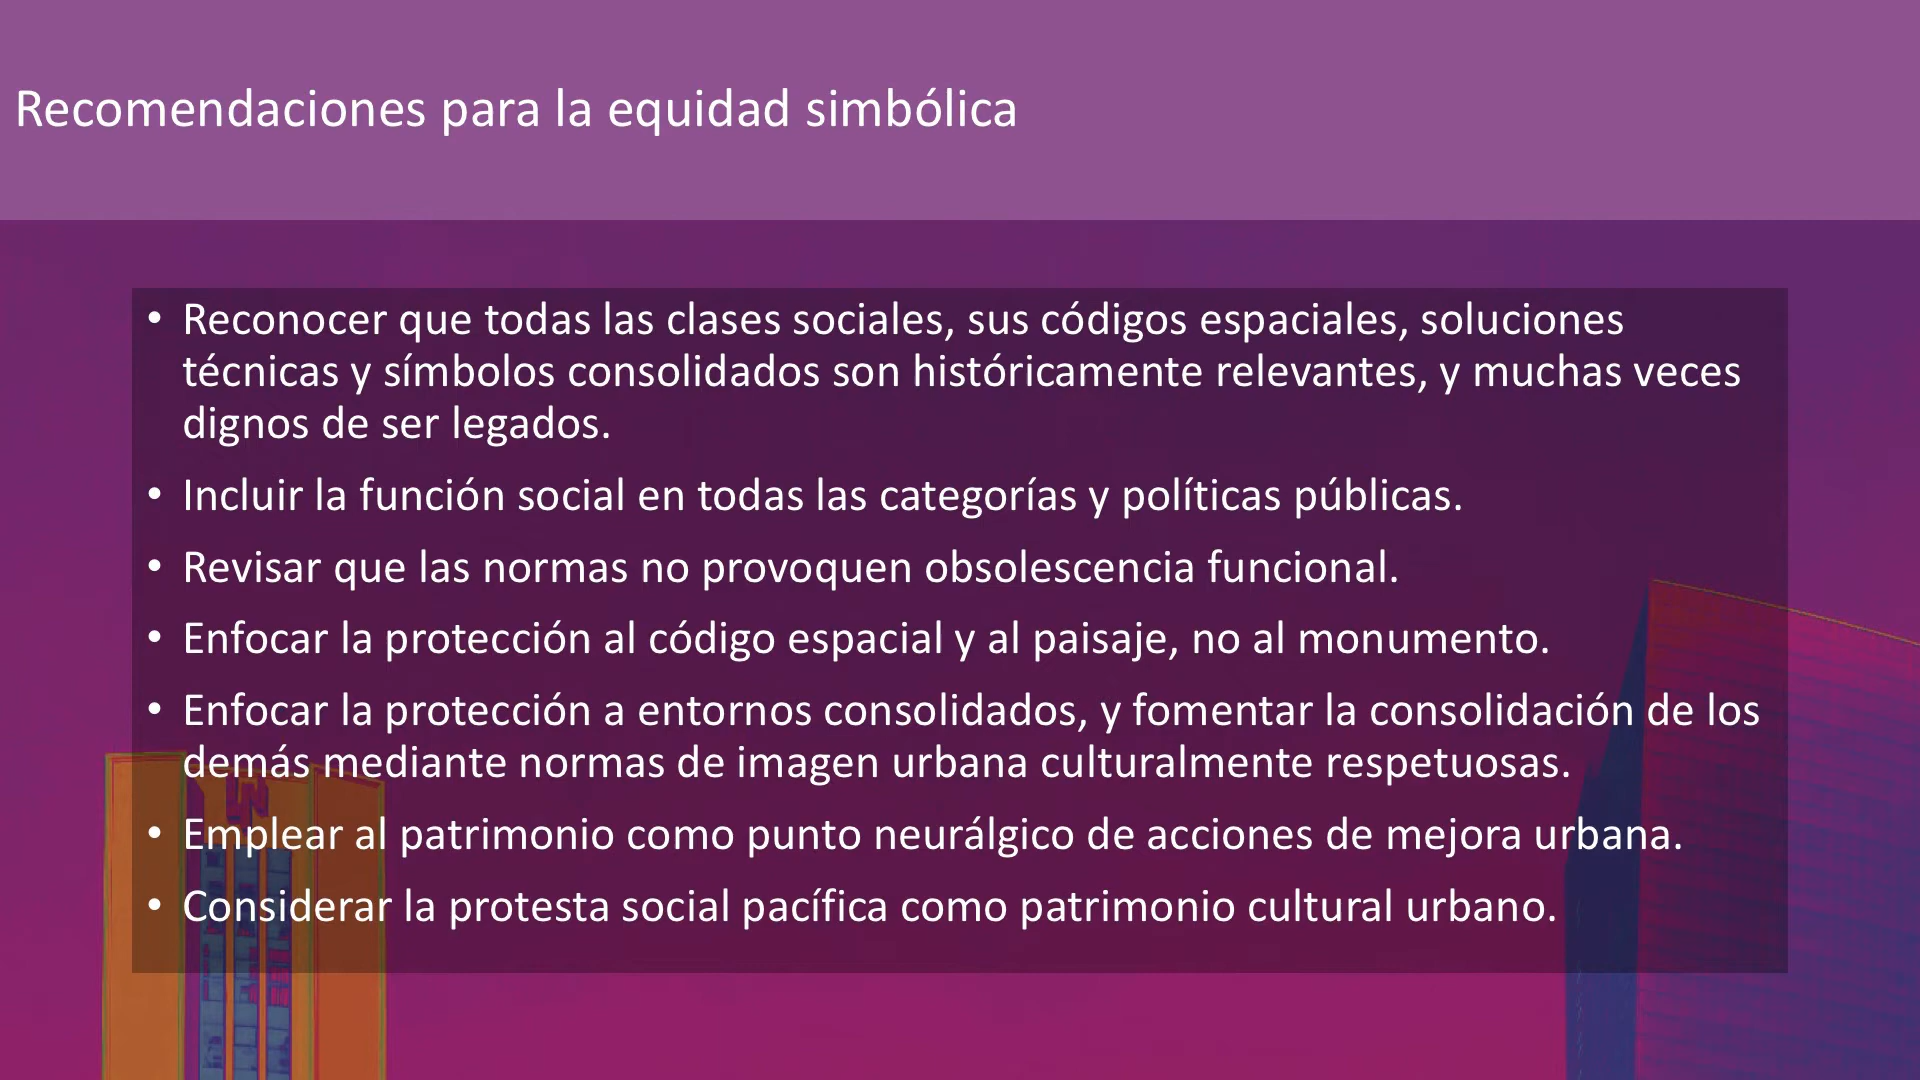 Recomendaciones para la equidad simbólica
• Reconocer que todas las clases sociales, sus códigos espaciales, soluciones
técnicas y símbolos consolidados son históricamente relevantes, y muchas veces
dignos de ser legados.
• Incluir la función social en todas las categorías y políticas públicas.
• Revisar que las normas no provoquen obsolescencia funcional.
• Enfocar la protección al código espacial y al paisaje, no al monumento.
• Enfocar la protección a entornos consolidados, y fomentar la consolidación de los
demás mediante normas de imagen urbana culturalmente respetuosas.
• Emplear al patrimonio como punto neurálgico de acciones de mejora urbana.
• Considerar la protesta social pacífica como patrimonio cultural urbano.